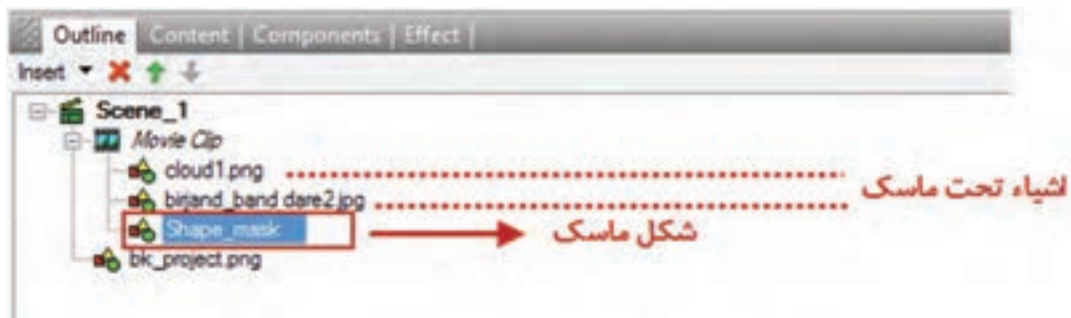 Outline Content | Components | Effect |
Insert
Scene_1
Movie Clip
cloud1.png
birjand_band dare2.jpg
اشیاء تحت ماسک
Shape_mask
شکل ماسک
bk_project.png